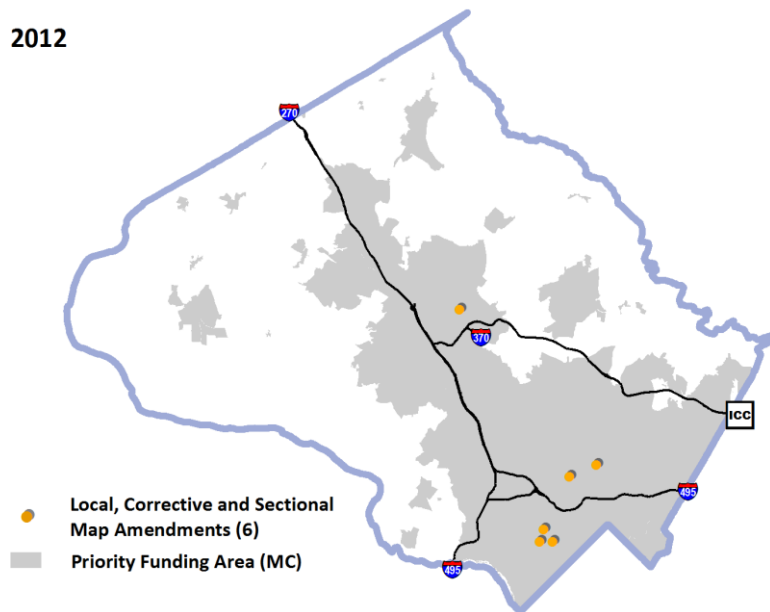 2012
270
370
ICC
495
Local, Corrective and Sectional
Map Amendments (6)
Priority Funding Area (MC)
495